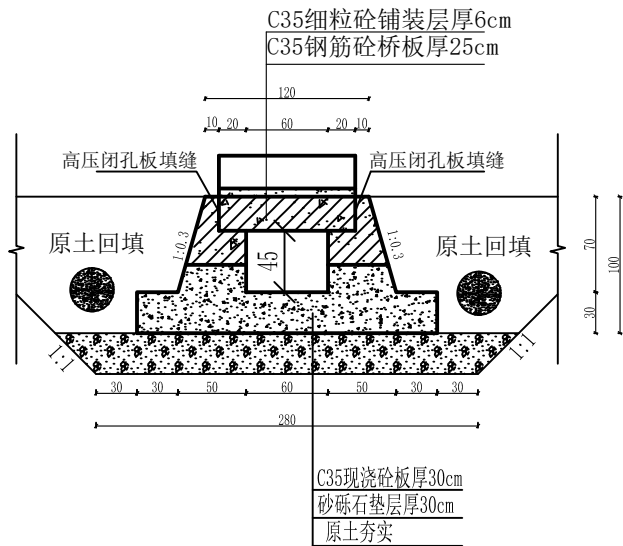 C35细粒砼铺装层厚6cm
C35钢筋砼桥板厚25cm
120
10 20 60 20 10
高压闭孔板填缝 高压闭孔板填缝
原土回填 1:0.3 45 1:0.3 原土回填
70
100
30
1:1 1:1
30 30 50 60 50 30 30
280
C35现浇砼板厚30cm
砂砾石垫层厚30cm
原土夯实